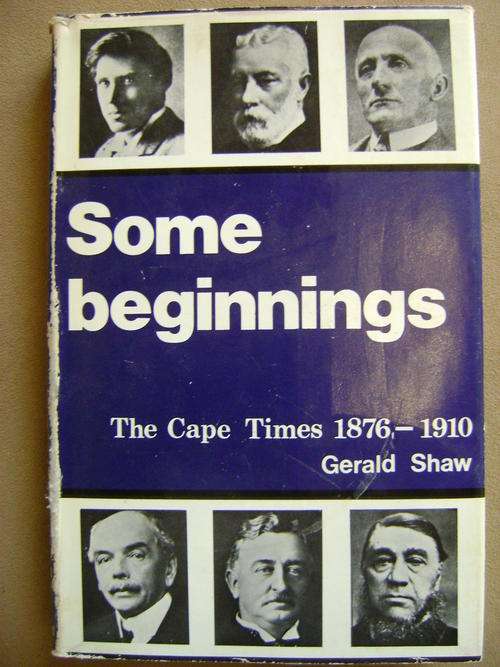 Some
beginnings
The Cape Times 1876–1910
Gerald Shaw